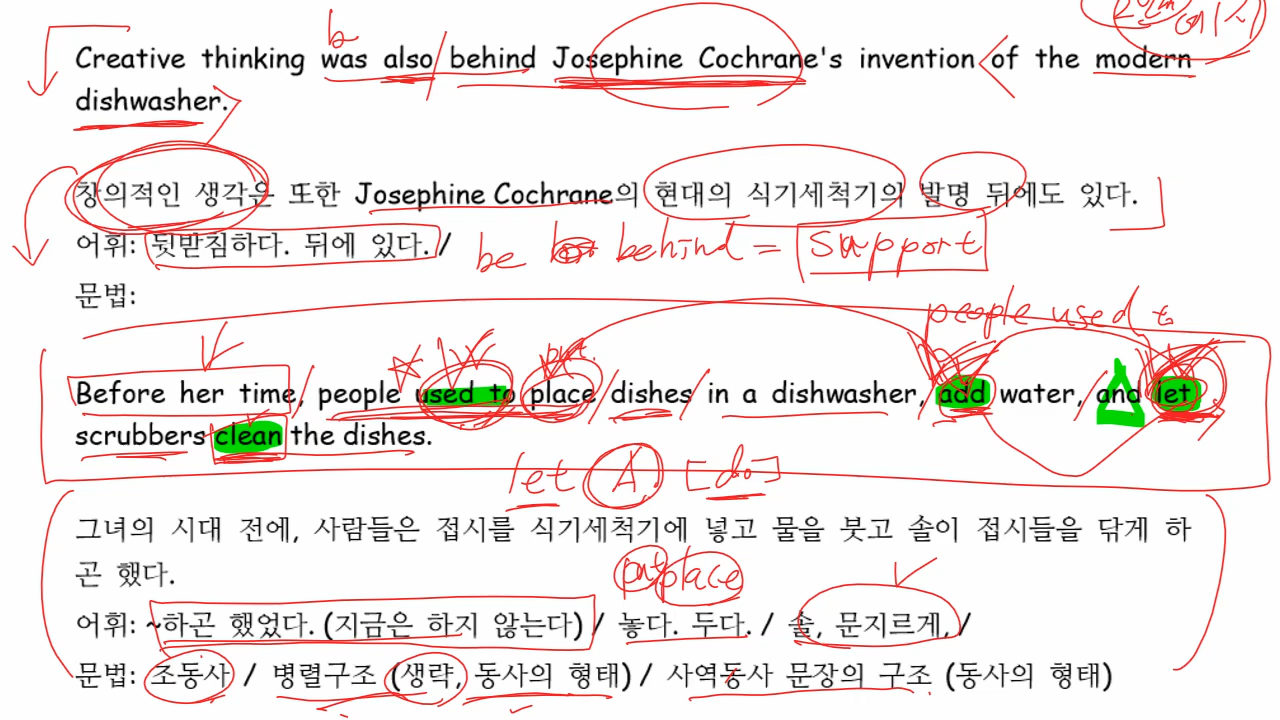 예시
b
Creative thinking was also behind Josephine Cochrane's invention of the modern
dishwasher.
창의적인 생각은 또한 Josephine Cochrane의 현대의 식기세척기의 발명 뒤에도 있다.
어휘: 뒷받침하다. 뒤에 있다. /
be behind = support
문법:
people used to
put.
Before her time, people used to place dishes in a dishwasher, add water, and let
scrubbers clean the dishes.
let A [do]
그녀의 시대 전에, 사람들은 접시를 식기세척기에 넣고 물을 붓고 솔이 접시들을 닦게 하
곤 했다.
put place
어휘: ~하곤 했었다. (지금은 하지 않는다) / 놓다. 두다. / 솔, 문지르게, /
문법: 조동사 / 병렬구조 (생략, 동사의 형태) / 사역동사 문장의 구조 (동사의 형태)